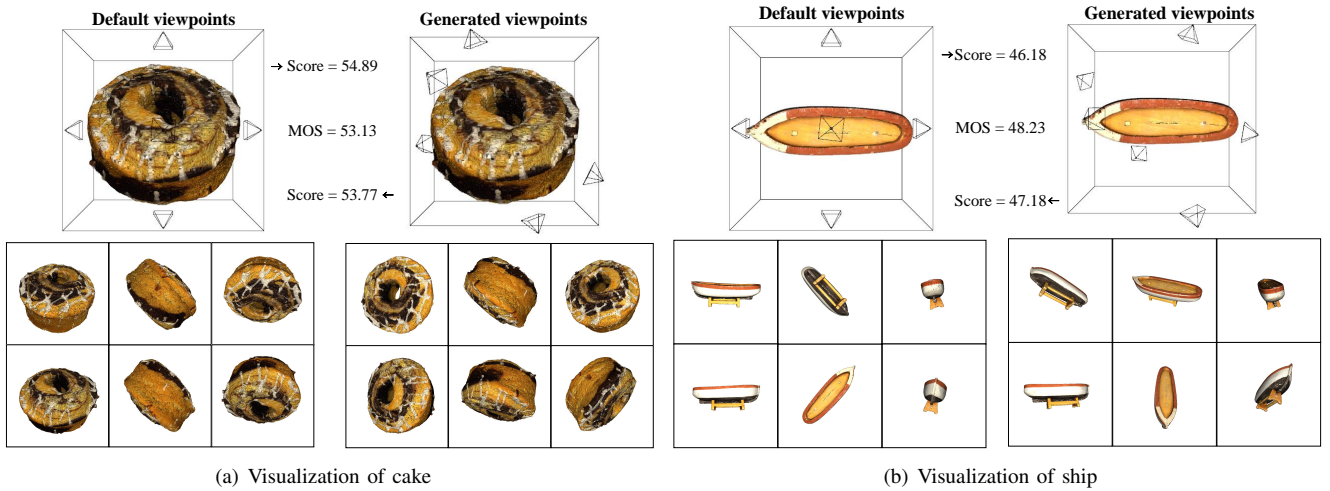 Default viewpoints
Generated viewpoints
→ Score = 54.89
MOS = 53.13
Score = 53.77 ←
(a) Visualization of cake
Default viewpoints
Generated viewpoints
→Score = 46.18
MOS = 48.23
Score = 47.18←
(b) Visualization of ship